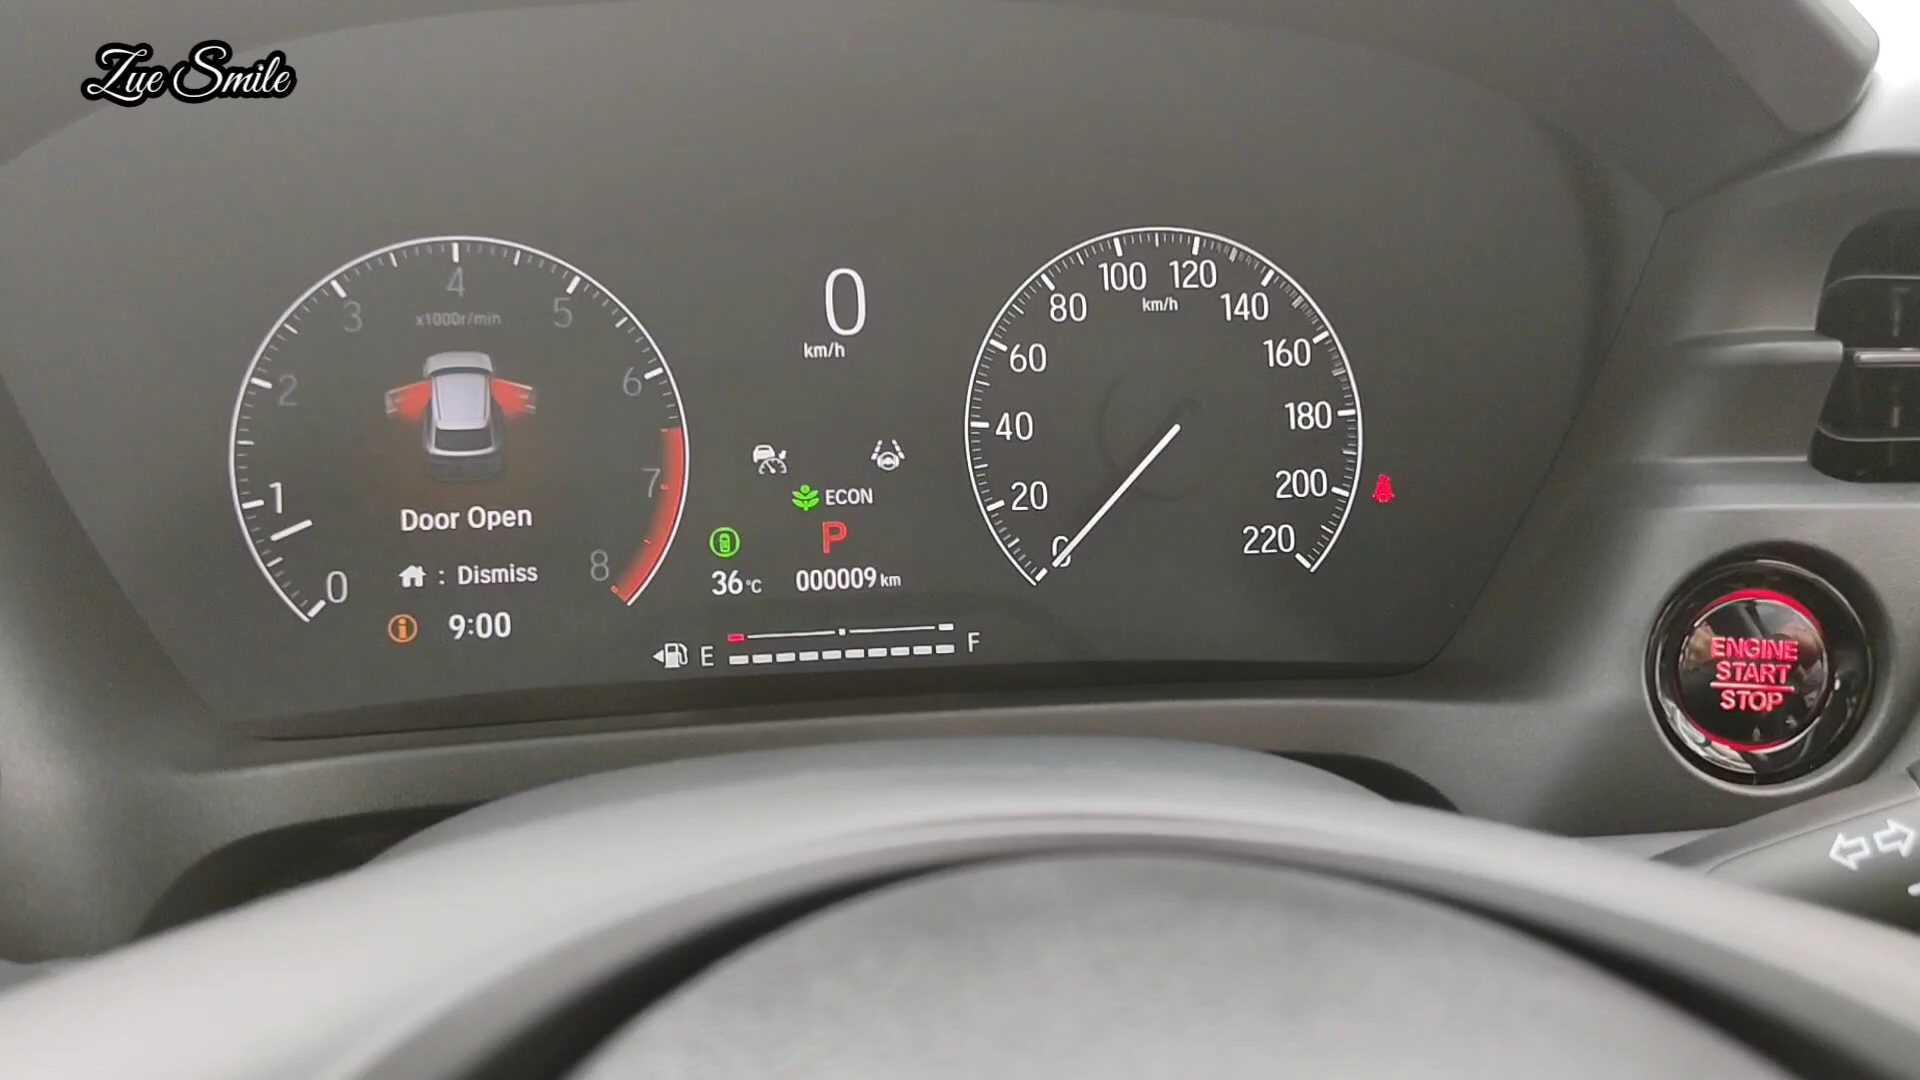 Zue Smile
4
3
5
x1000r/min
2
6
1
7
0
8
Door Open
: Dismiss
9:00
0
km/h
ECON
P
36°C
000009 km
E
F
100
120
80
km/h
140
60
160
40
180
20
200
0
220
ENGINE
START
STOP